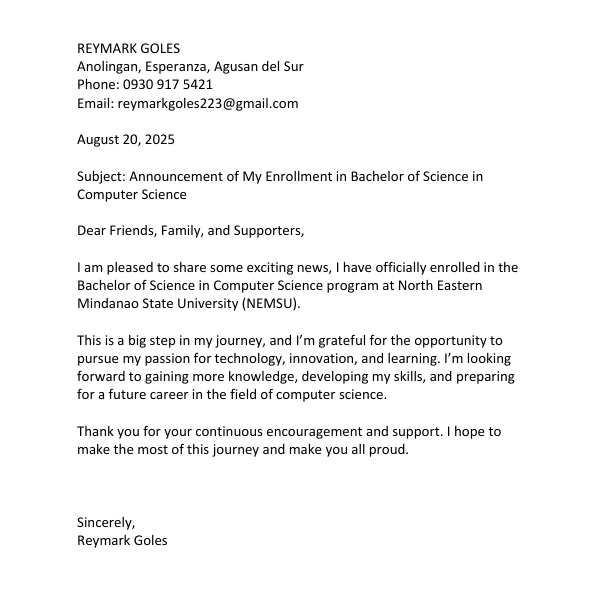 REYMARK GOLES
Anolingan, Esperanza, Agusan del Sur
Phone: 0930 917 5421
Email: reymarkgoles223@gmail.com
August 20, 2025
Subject: Announcement of My Enrollment in Bachelor of Science in
Computer Science
Dear Friends, Family, and Supporters,
I am pleased to share some exciting news, I have officially enrolled in the
Bachelor of Science in Computer Science program at North Eastern
Mindanao State University (NEMSU).
This is a big step in my journey, and I’m grateful for the opportunity to
pursue my passion for technology, innovation, and learning. I’m looking
forward to gaining more knowledge, developing my skills, and preparing
for a future career in the field of computer science.
Thank you for your continuous encouragement and support. I hope to
make the most of this journey and make you all proud.
Sincerely,
Reymark Goles